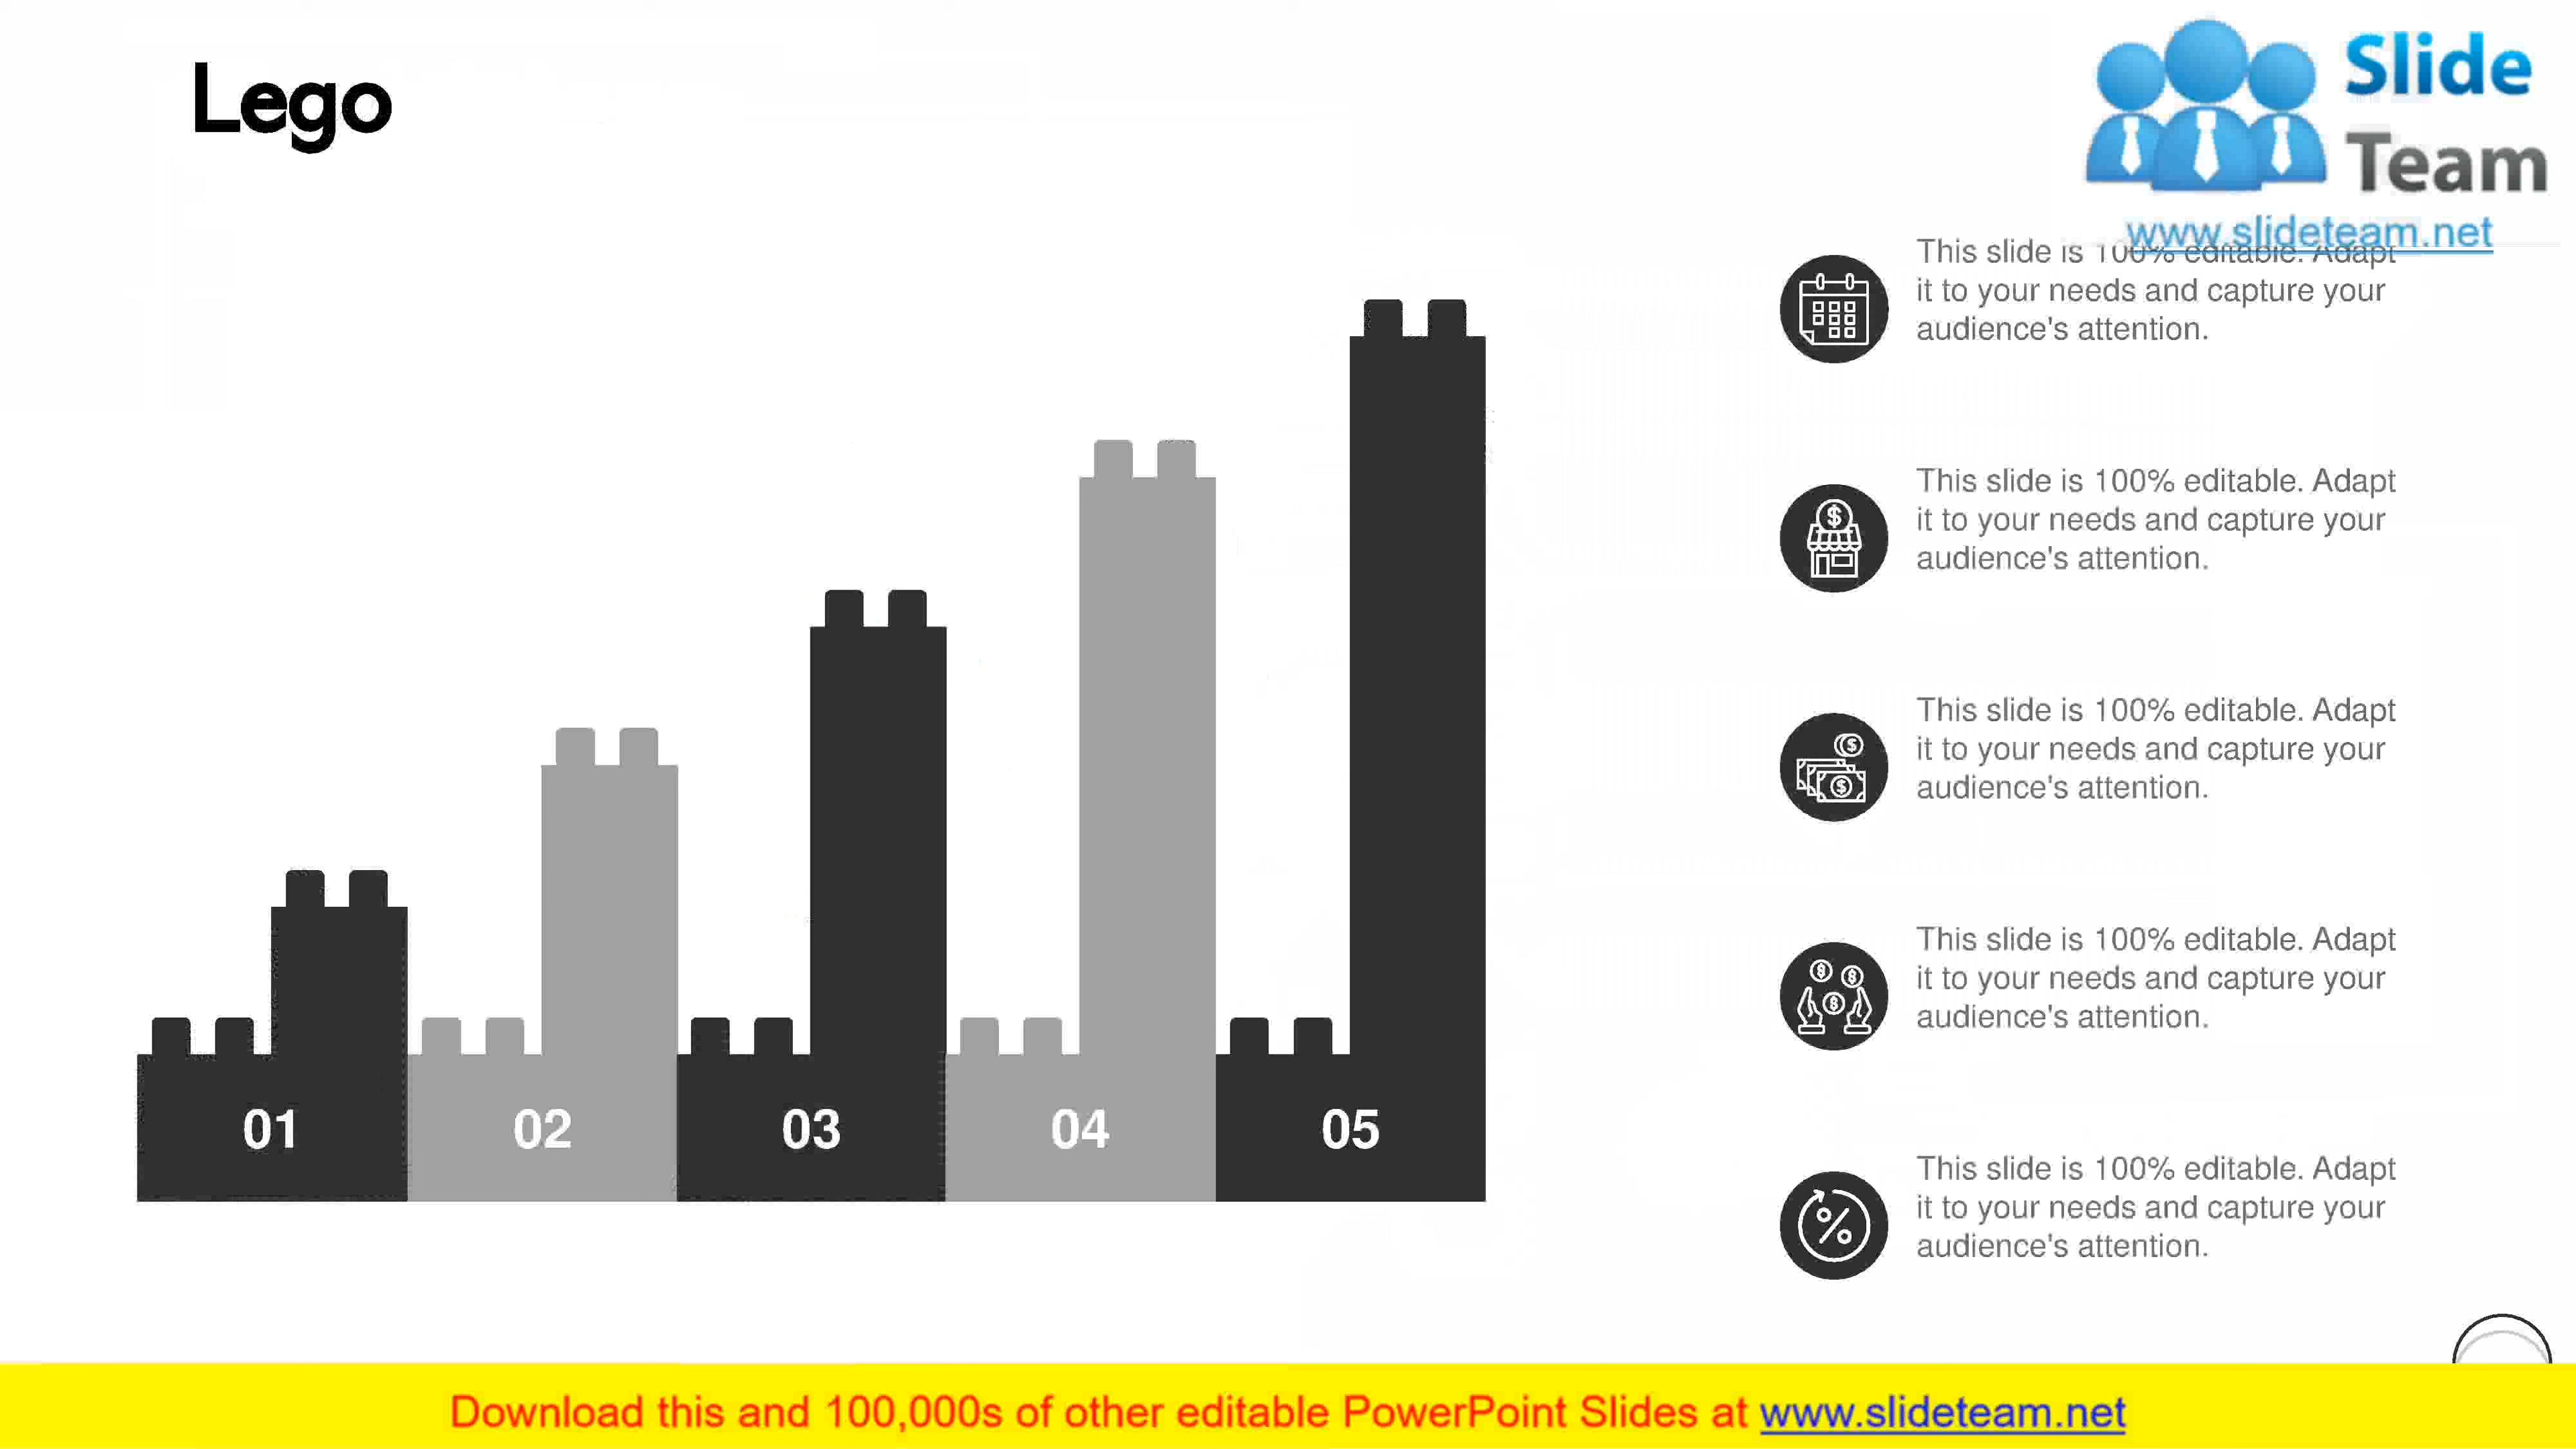 Lego
Slide
Team
www.slideteam.net
This slide is 100% editable. Adapt
it to your needs and capture your
audience's attention.
This slide is 100% editable. Adapt
it to your needs and capture your
audience's attention.
This slide is 100% editable. Adapt
it to your needs and capture your
audience's attention.
This slide is 100% editable. Adapt
it to your needs and capture your
audience's attention.
This slide is 100% editable. Adapt
it to your needs and capture your
audience's attention.
01 02 03 04 05
Download this and 100,000s of other editable PowerPoint Slides at www.slideteam.net